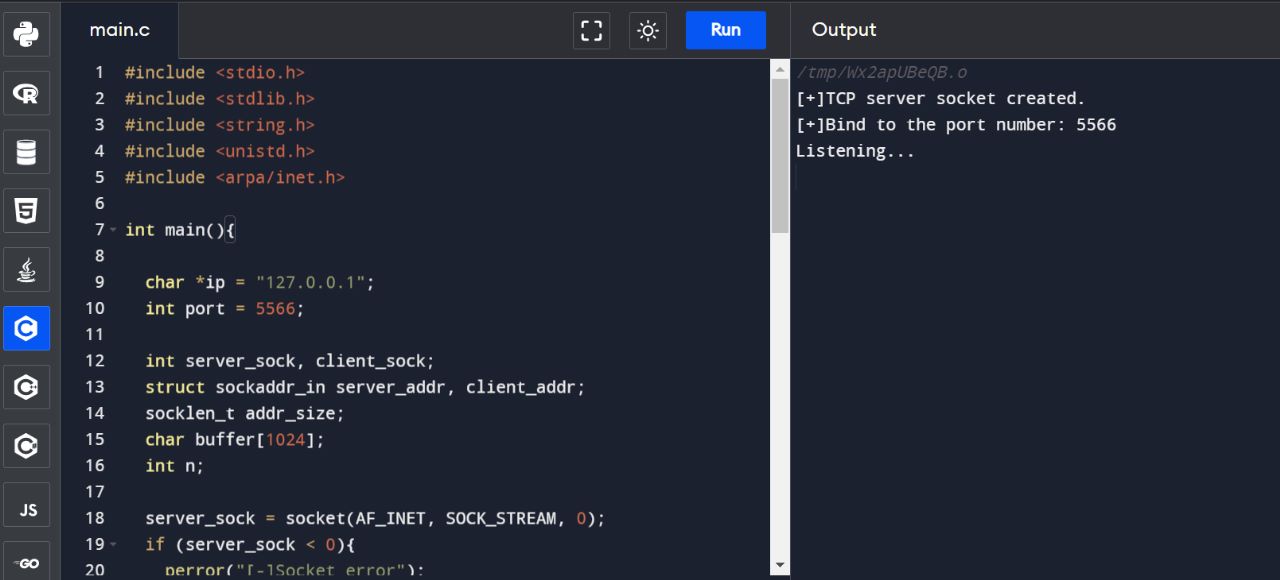 main.c
Run
Output
1 #include <stdio.h>
2 #include <stdlib.h>
3 #include <string.h>
4 #include <unistd.h>
5 #include <arpa/inet.h>
6
7 int main(){
8
9 char *ip = "127.0.0.1";
10 int port = 5566;
11
12 int server_sock, client_sock;
13 struct sockaddr_in server_addr, client_addr;
14 socklen_t addr_size;
15 char buffer[1024];
16 int n;
17
18 server_sock = socket(AF_INET, SOCK_STREAM, 0);
19 if (server_sock < 0){
20 perror("[-]Socket error");
/tmp/Wx2apUBeQB.o
[+]TCP server socket created.
[+]Bind to the port number: 5566
Listening...
R
5
C
C
C
JS
GO